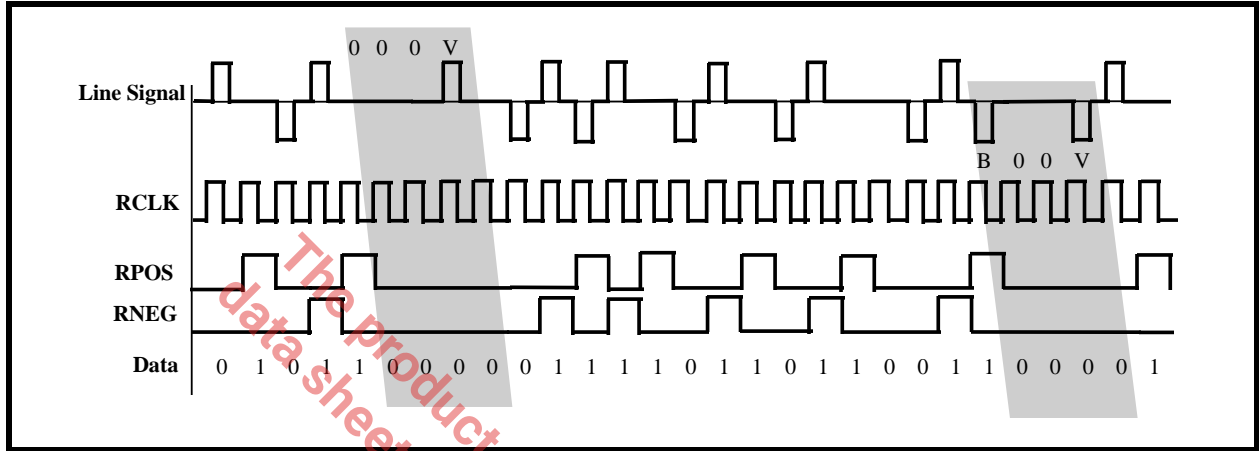 0 0 0 V
Line Signal
B 0 0 V
RCLK
RPOS
RNEG
Data 0 1 0 1 1 0 0 0 0 0 1 1 1 1 0 1 1 0 1 1 0 0 1 1 0 0 0 0 1
The product
data sheet